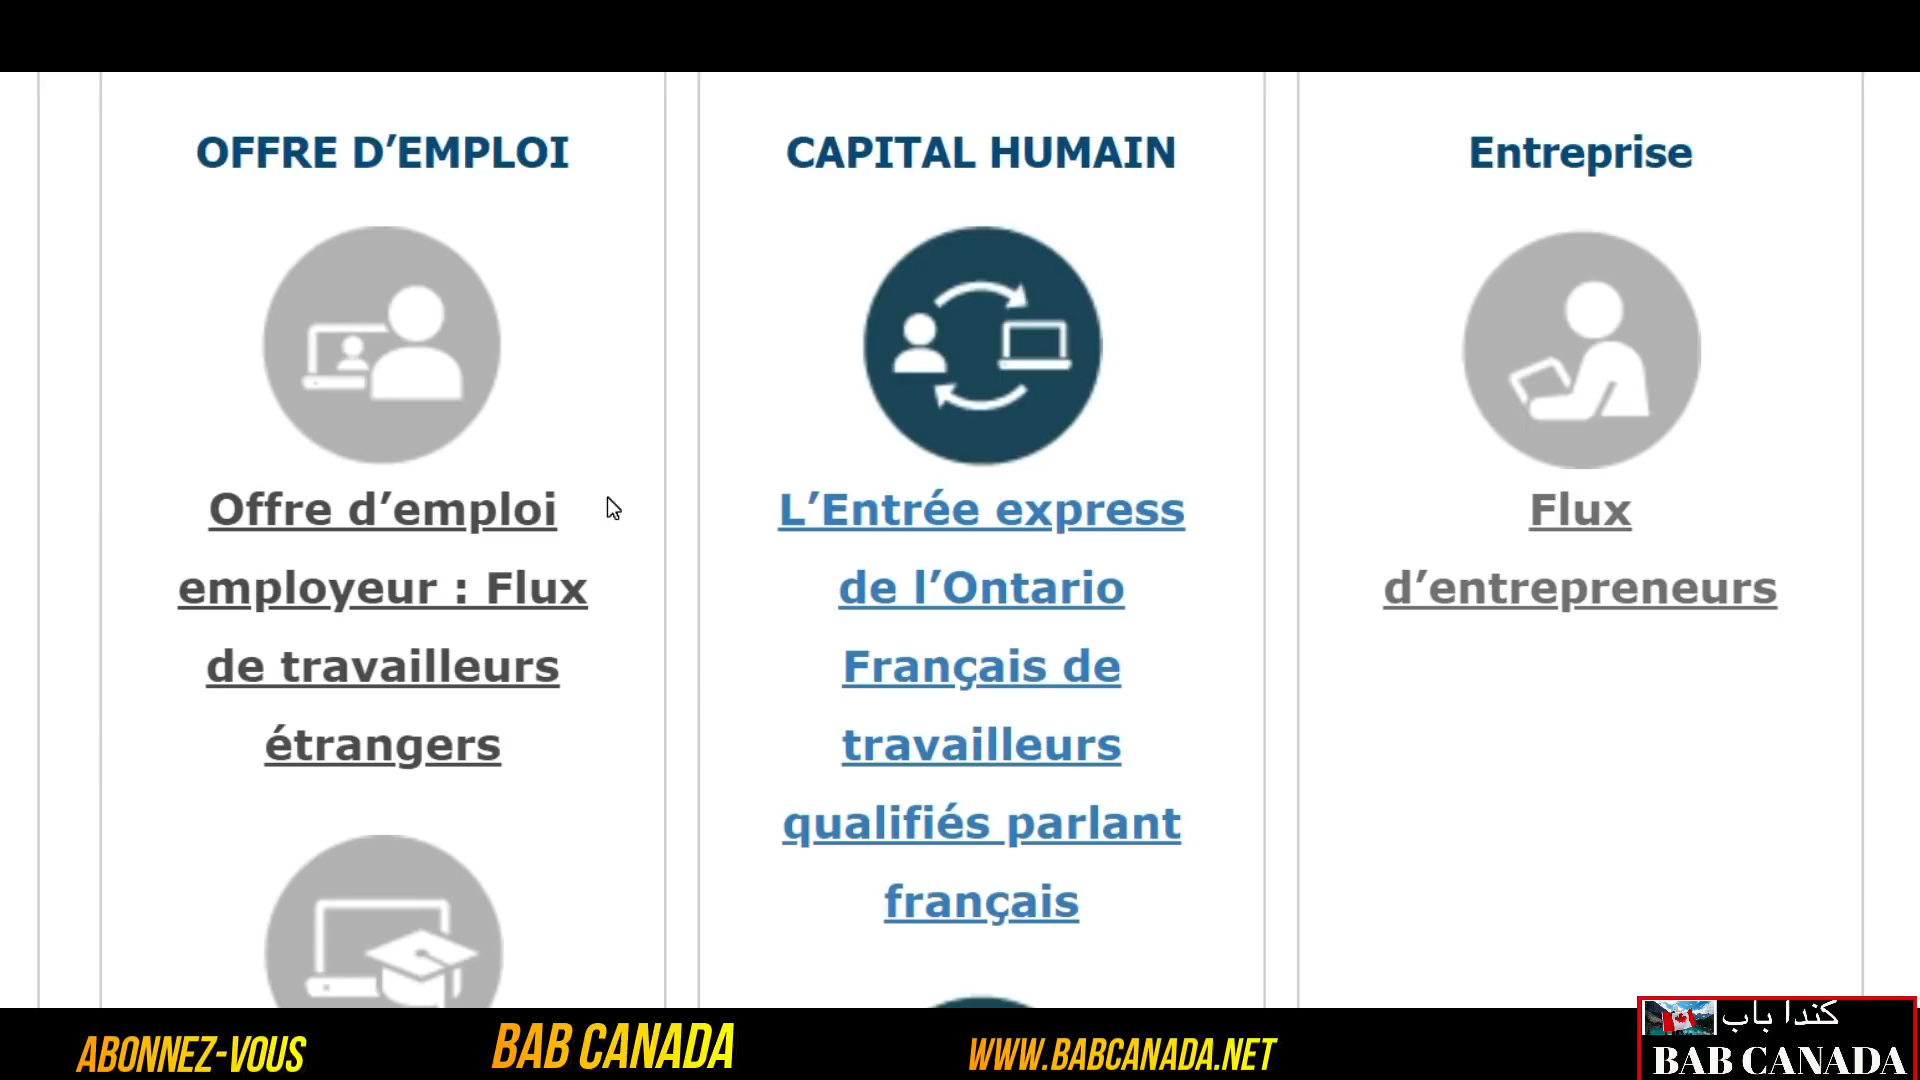 OFFRE D’EMPLOI
Offre d’emploi
employeur : Flux
de travailleurs
étrangers
CAPITAL HUMAIN
L’Entrée express
de l’Ontario
Français de
travailleurs
qualifiés parlant
français
Entreprise
Flux
d’entrepreneurs
ABONNEZ-VOUS
BAB CANADA
WWW.BABCANADA.NET
كندا باب
BAB CANADA